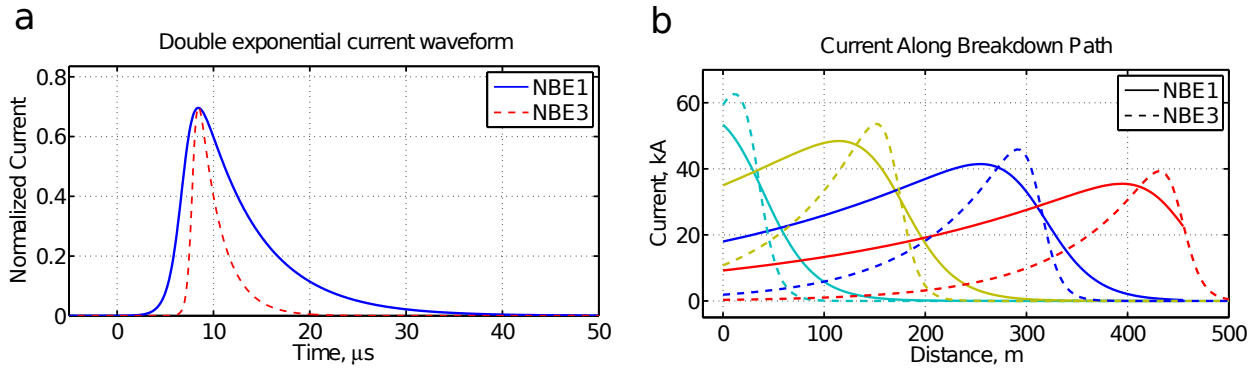 a
Double exponential current waveform
0.8
0.6
0.4
0.2
0
Normalized Current
NBE1
NBE3
0
10
20
30
40
50
Time, μs
b
Current Along Breakdown Path
60
40
20
0
Current, kA
NBE1
NBE3
0
100
200
300
400
500
Distance, m